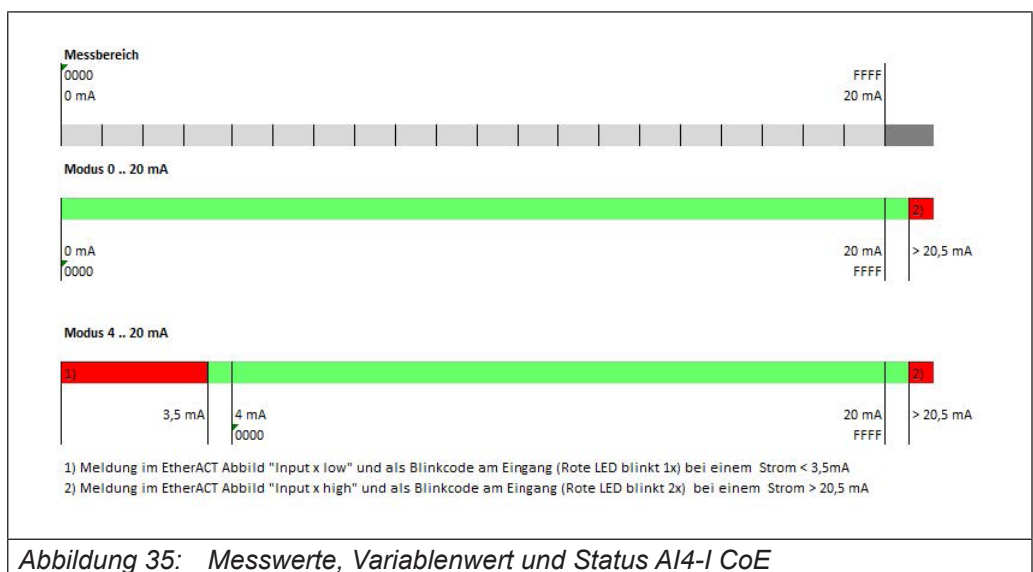 Messbereich
0000 FFFF
0 mA 20 mA
Modus 0 .. 20 mA
2)
0 mA 20 mA > 20,5 mA
0000 FFFF
Modus 4 .. 20 mA
1) 2)
3,5 mA 4 mA 20 mA > 20,5 mA
0000 FFFF
1) Meldung im EtherACT Abbild "Input x low" und als Blinkcode am Eingang (Rote LED blinkt 1x) bei einem Strom < 3,5mA
2) Meldung im EtherACT Abbild "Input x high" und als Blinkcode am Eingang (Rote LED blinkt 2x) bei einem Strom > 20,5 mA
Abbildung 35: Messwerte, Variablenwert und Status AI4-I CoE